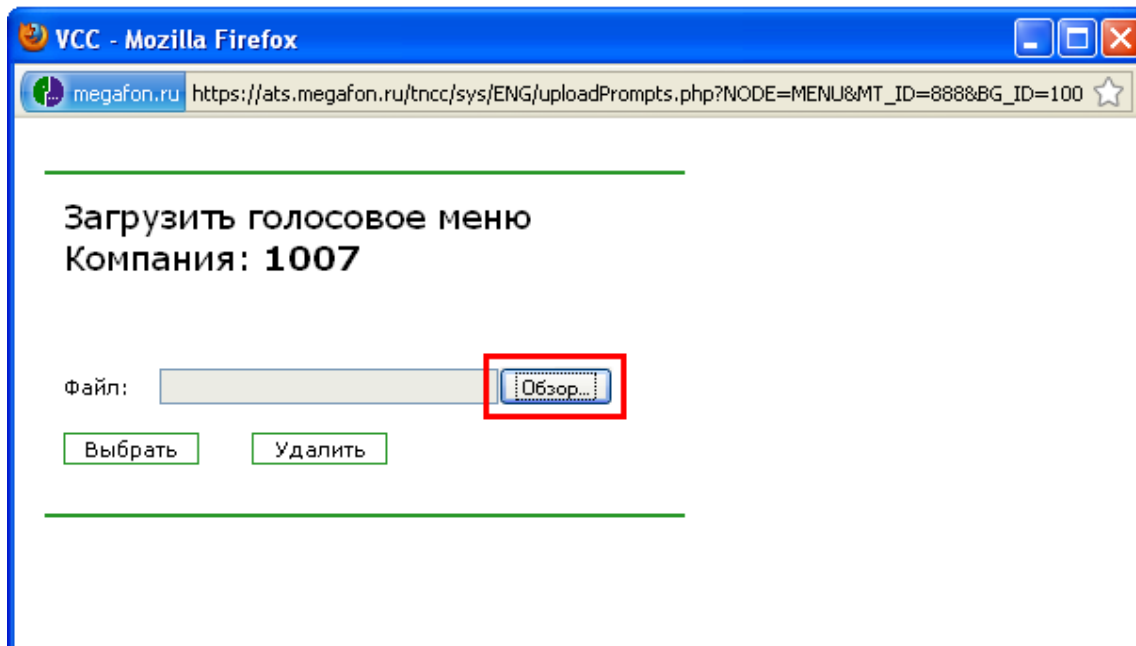 VCC - Mozilla Firefox
megafon.ru https://ats.megafon.ru/tncc/sys/ENG/uploadPrompts.php?NODE=MENU&MT_ID=888&BG_ID=100
Загрузить голосовое меню
Компания: 1007
Файл: Обзор...
Выбрать Удалить